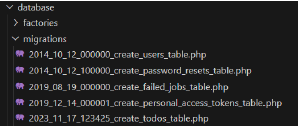 database
factories
migrations
2014_10_12_000000_create_users_table.php
2014_10_12_100000_create_password_resets_table.php
2019_08_19_000000_create_failed_jobs_table.php
2019_12_14_000001_create_personal_access_tokens_table.php
2023_11_17_123425_create_todos_table.php